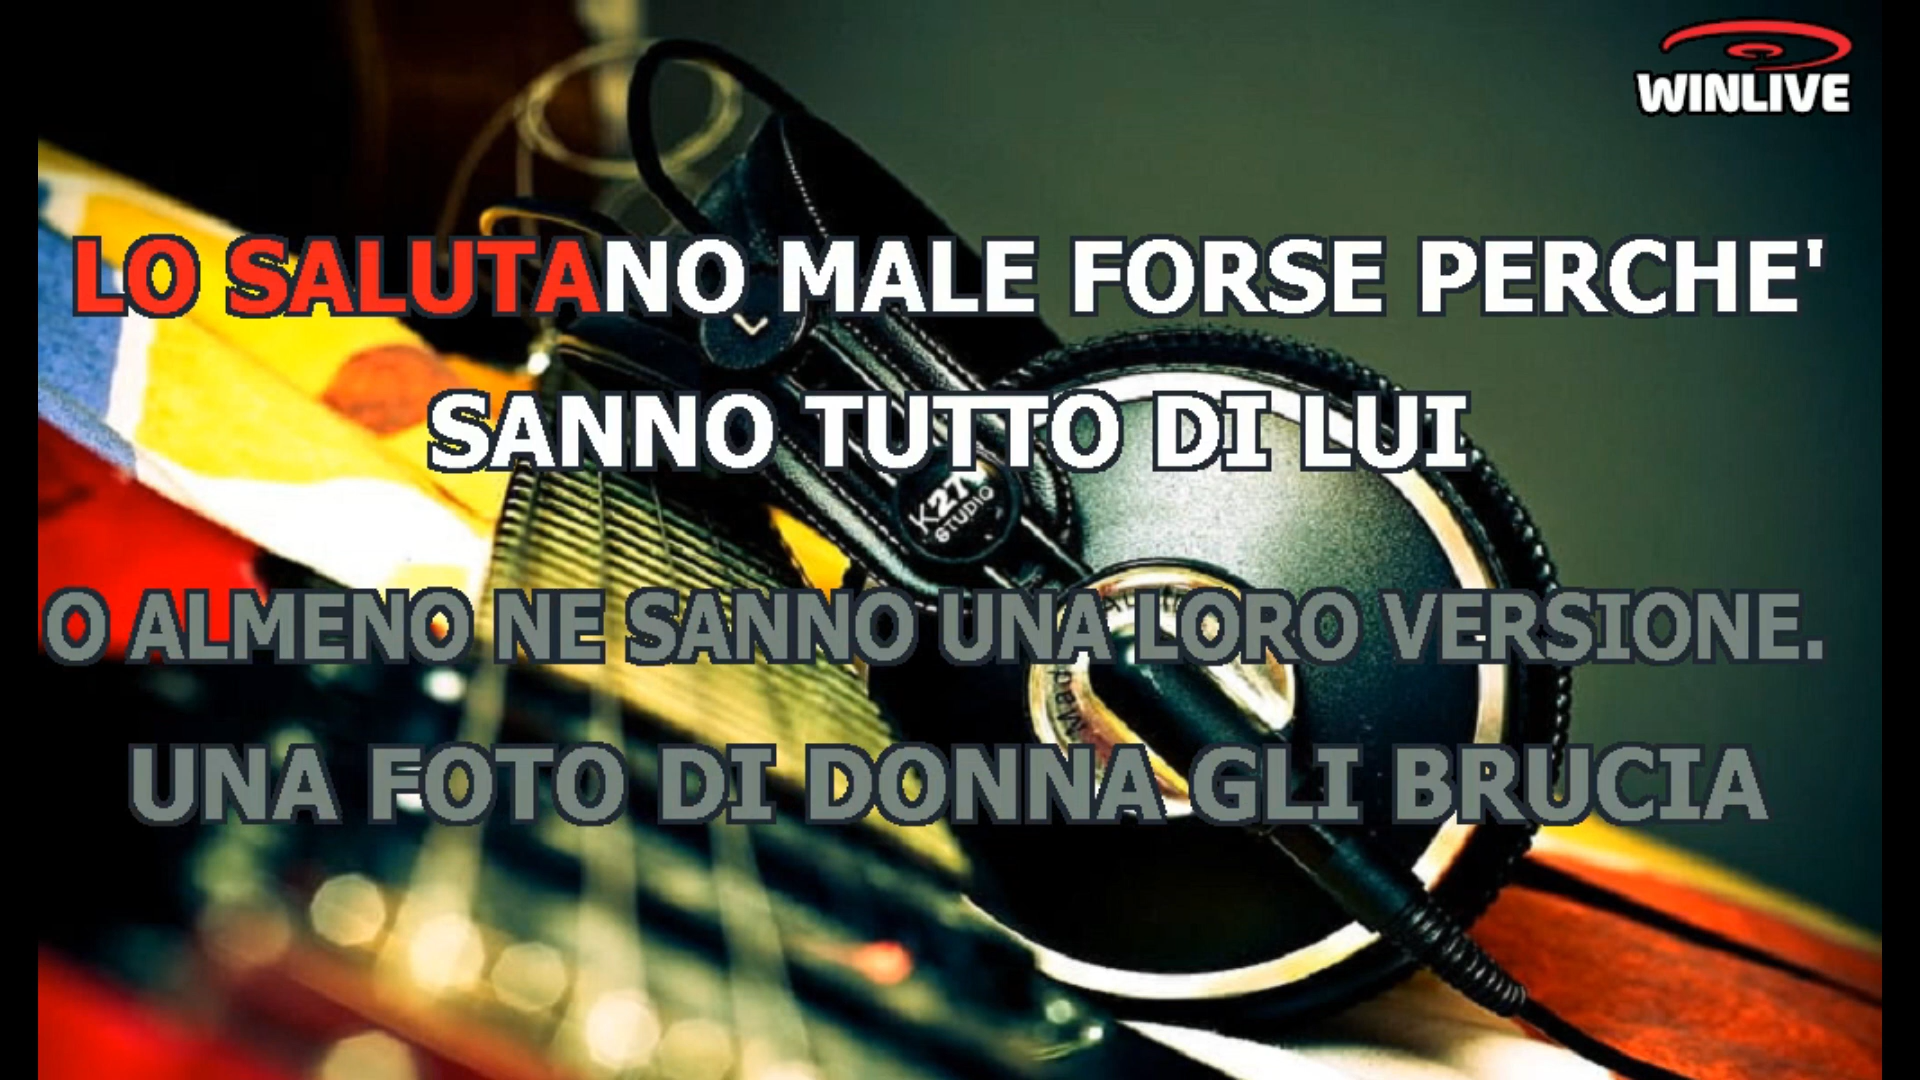 WINLIVE
LO SALUTANO MALE FORSE PERCHE'
SANNO TUTTO DI LUI
K27
STUDIO
O ALMENO NE SANNO UNA LORO VERSIONE.
UNA FOTO DI DONNA GLI BRUCIA